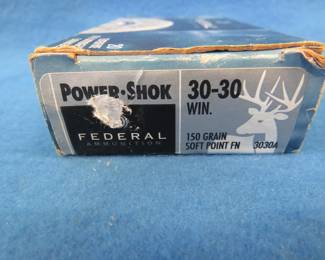 POWER·SHOK
FEDERAL
AMMUNITION
30-30
WIN.
150 GRAIN
SOFT POINT FN 3030A